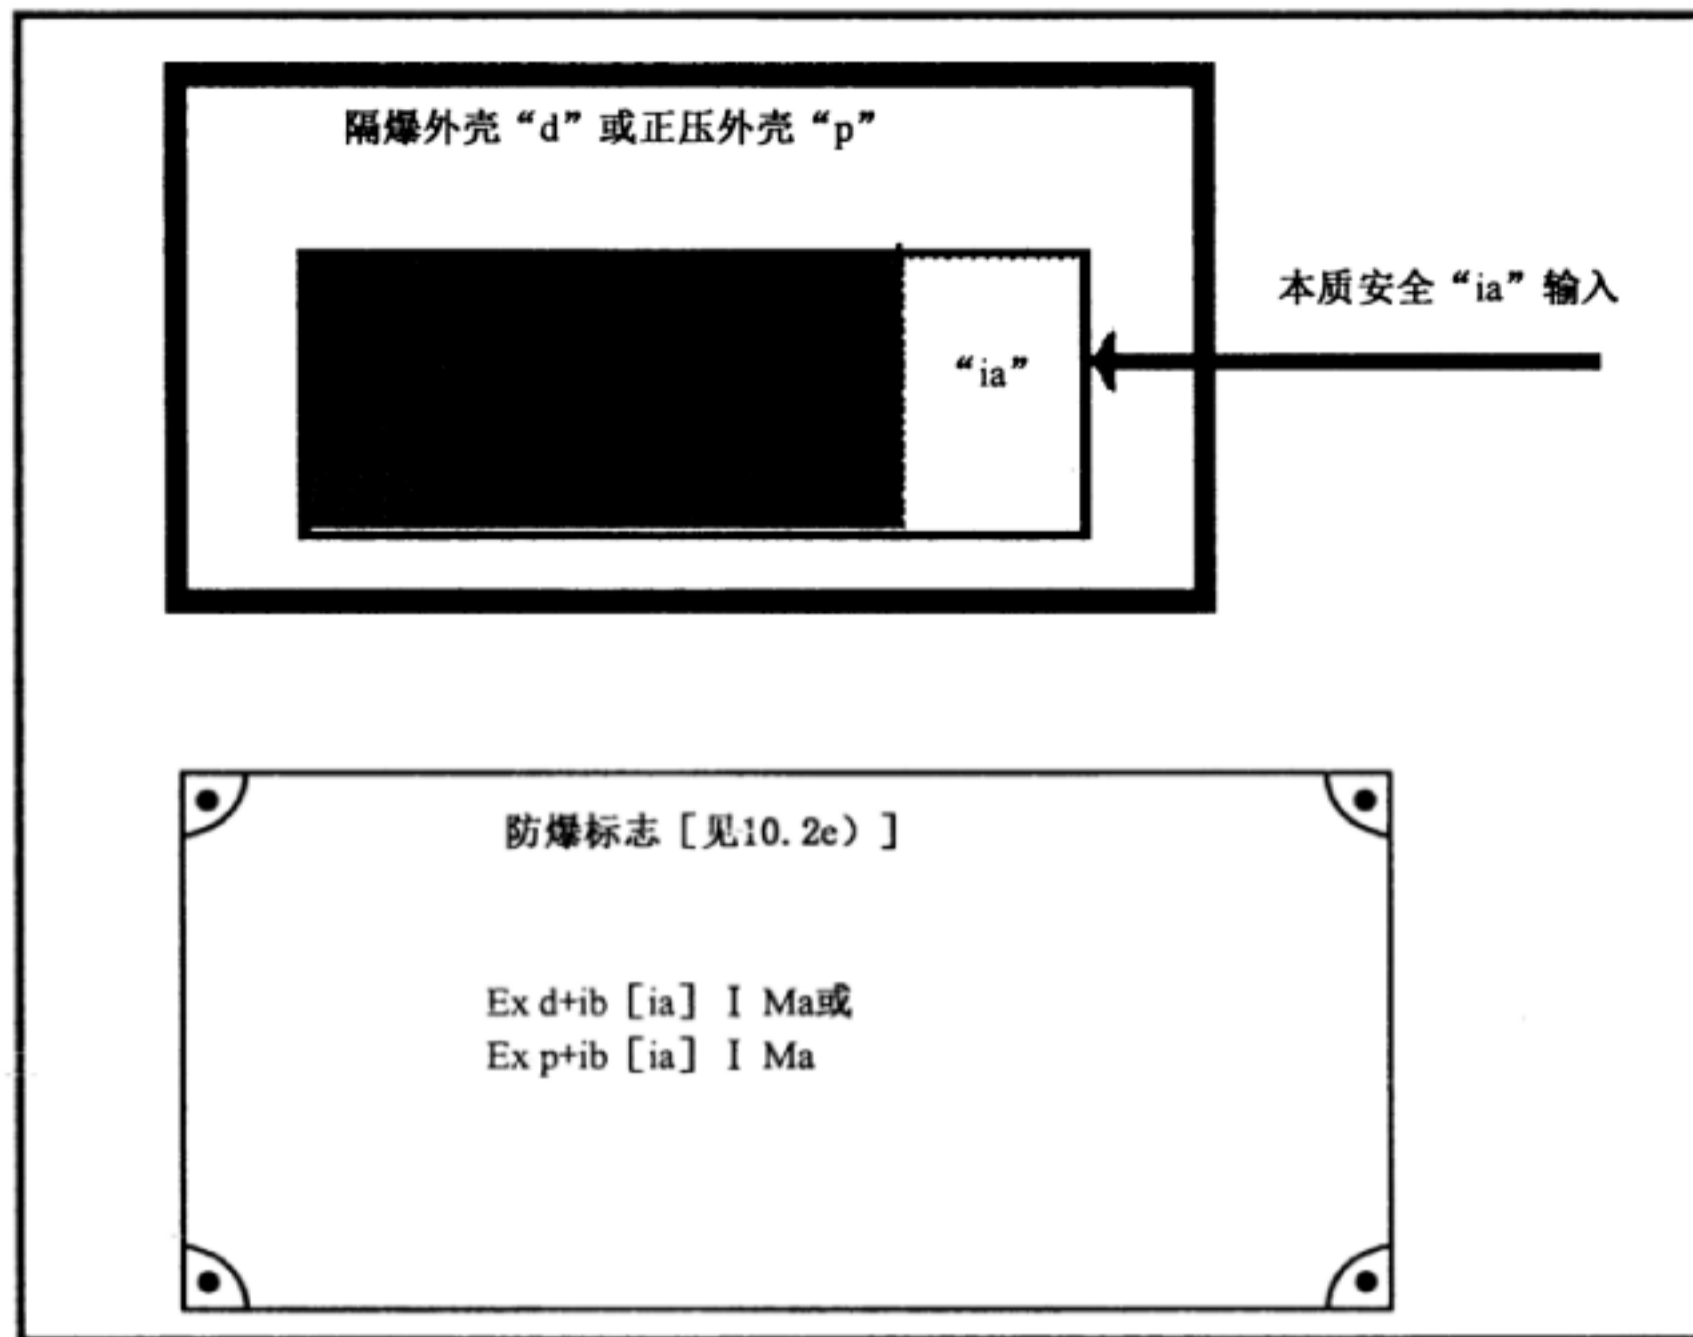 隔爆外壳“d”或正压外壳“p”
本质安全“ia”输入
“ia”
防爆标志［见10.2e）］
Ex d+ib［ia］Ⅰ Ma或
Ex p+ib［ia］Ⅰ Ma